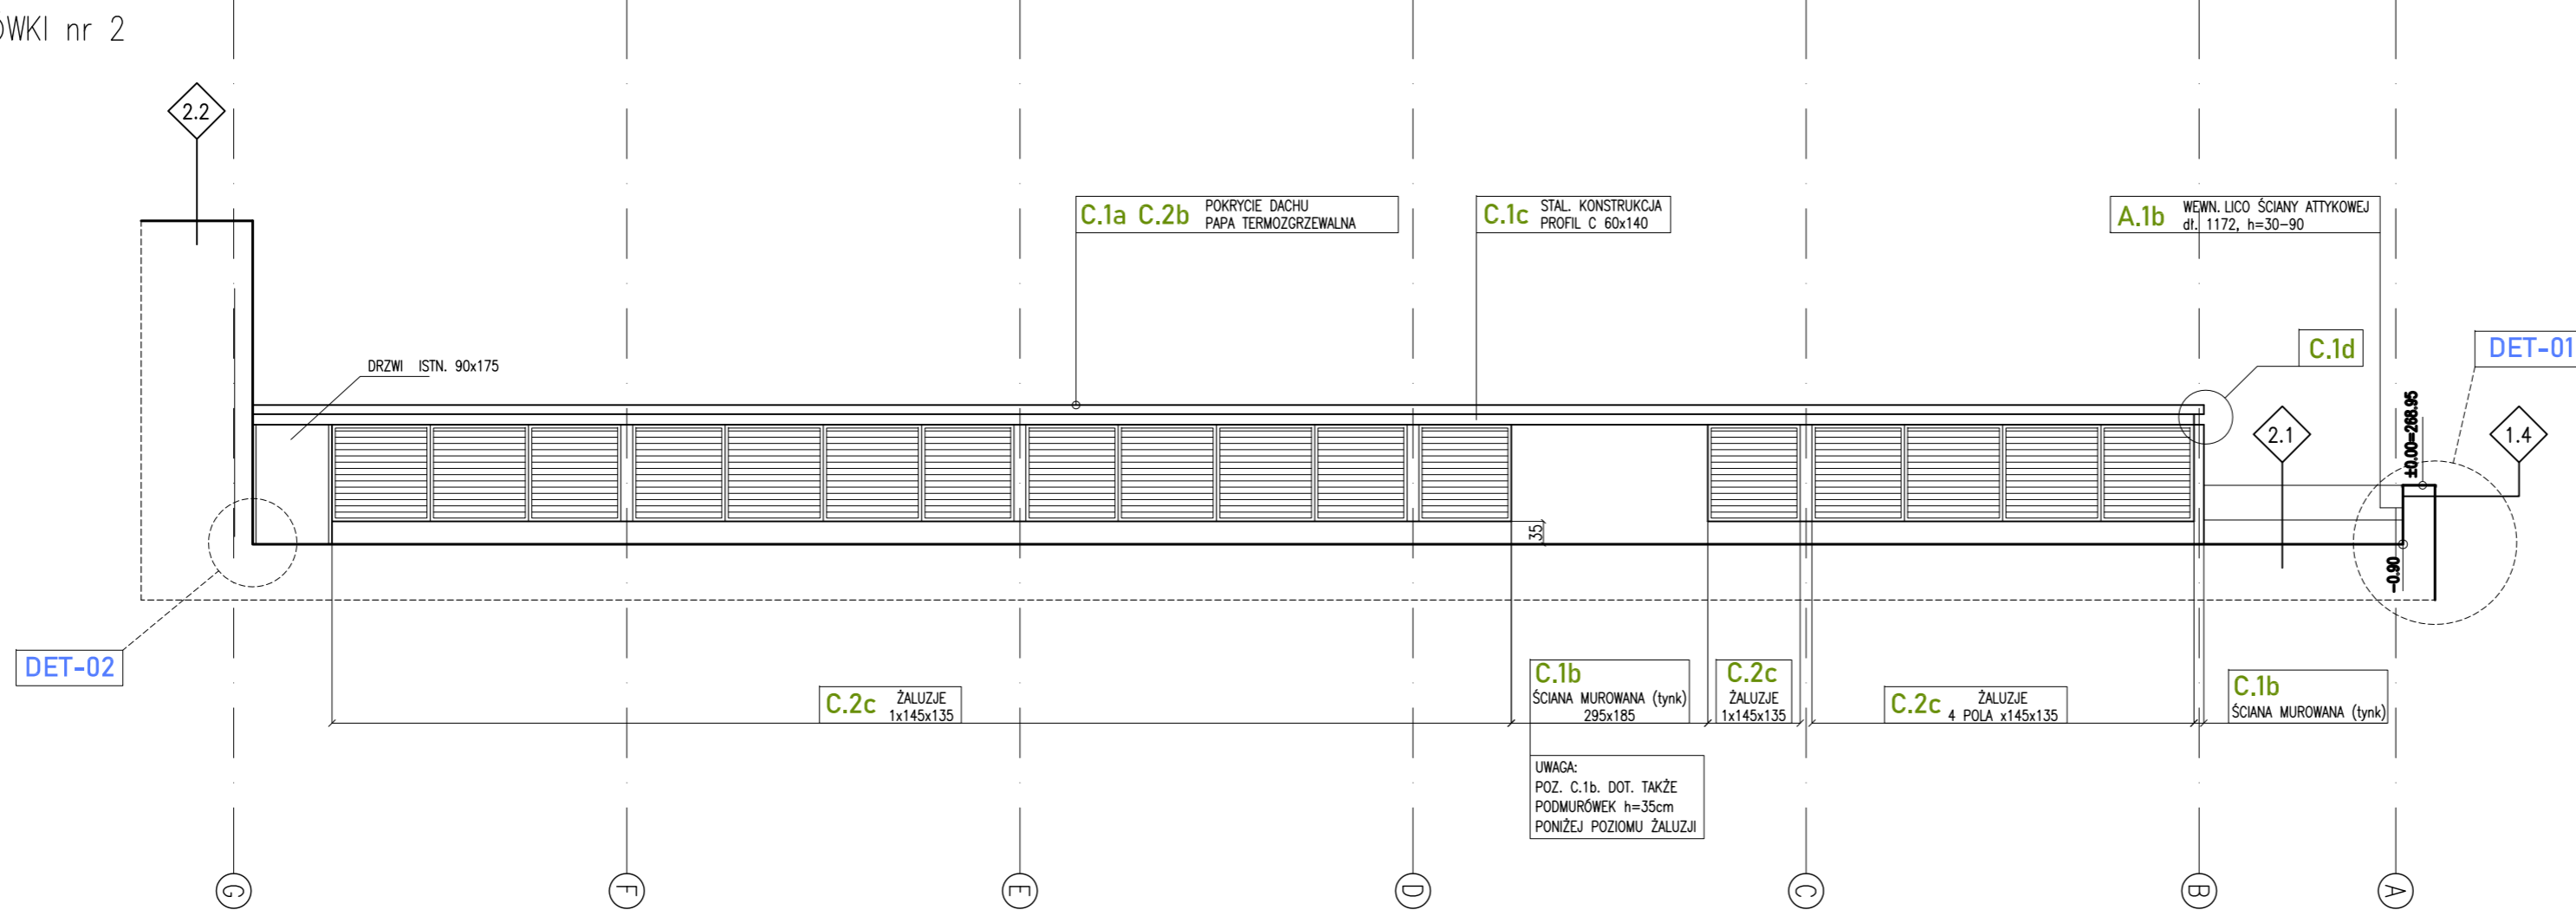 ÓWKI nr 2
2.2
C.1a C.2b POKRYCIE DACHU
PAPA TERMOZGRZEWALNA
C.1c STAL. KONSTRUKCJA
PROFIL C 60x140
A.1b WEWN. LICO ŚCIANY ATTYKOWEJ
dł. 1172, h=30-90
DRZWI ISTN. 90x175
C.1d
DET-01
±0.00=268.95
2.1
1.4
35
-0.90
DET-02
C.2c ŻALUZJE
1x145x135
C.1b
ŚCIANA MUROWANA (tynk)
295x185
C.2c
ŻALUZJE
1x145x135
C.2c ŻALUZJE
4 POLA x145x135
C.1b
ŚCIANA MUROWANA (tynk)
UWAGA:
POZ. C.1b. DOT. TAKŻE
PODMURÓWEK h=35cm
PONIŻEJ POZIOMU ŻALUZJI
G F E D C B A